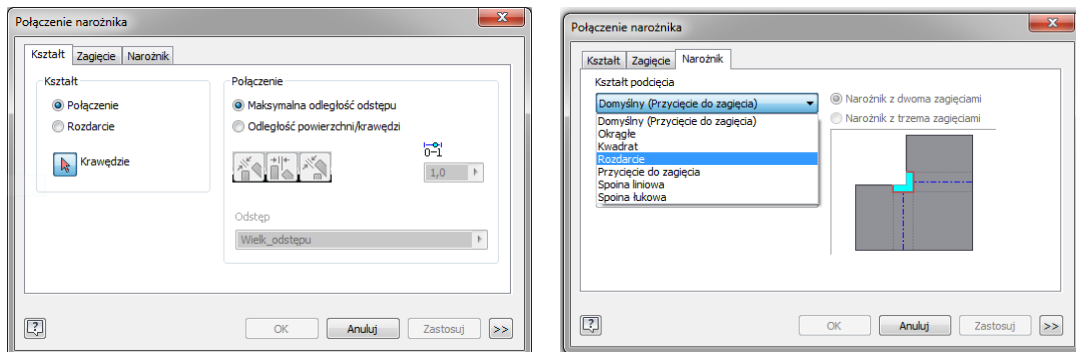 Połączenie narożnika
Kształt Zagięcie Narożnik
Kształt
Połączenie
Rozdarcie
Krawędzie
Połączenie
Maksymalna odległość odstępu
Odległość powierzchni/krawędzi
0-1
1,0
Odstęp
Wielk_odstępu
OK Anuluj Zastosuj >>
Połączenie narożnika
Kształt Zagięcie Narożnik
Kształt podcięcia
Domyślny (Przycięcie do zagięcia)
Domyślny (Przycięcie do zagięcia)
Okrągłe
Kwadrat
Rozdarcie
Przycięcie do zagięcia
Spoina liniowa
Spoina łukowa
Narożnik z dwoma zagięciami
Narożnik z trzema zagięciami
OK Anuluj Zastosuj >>